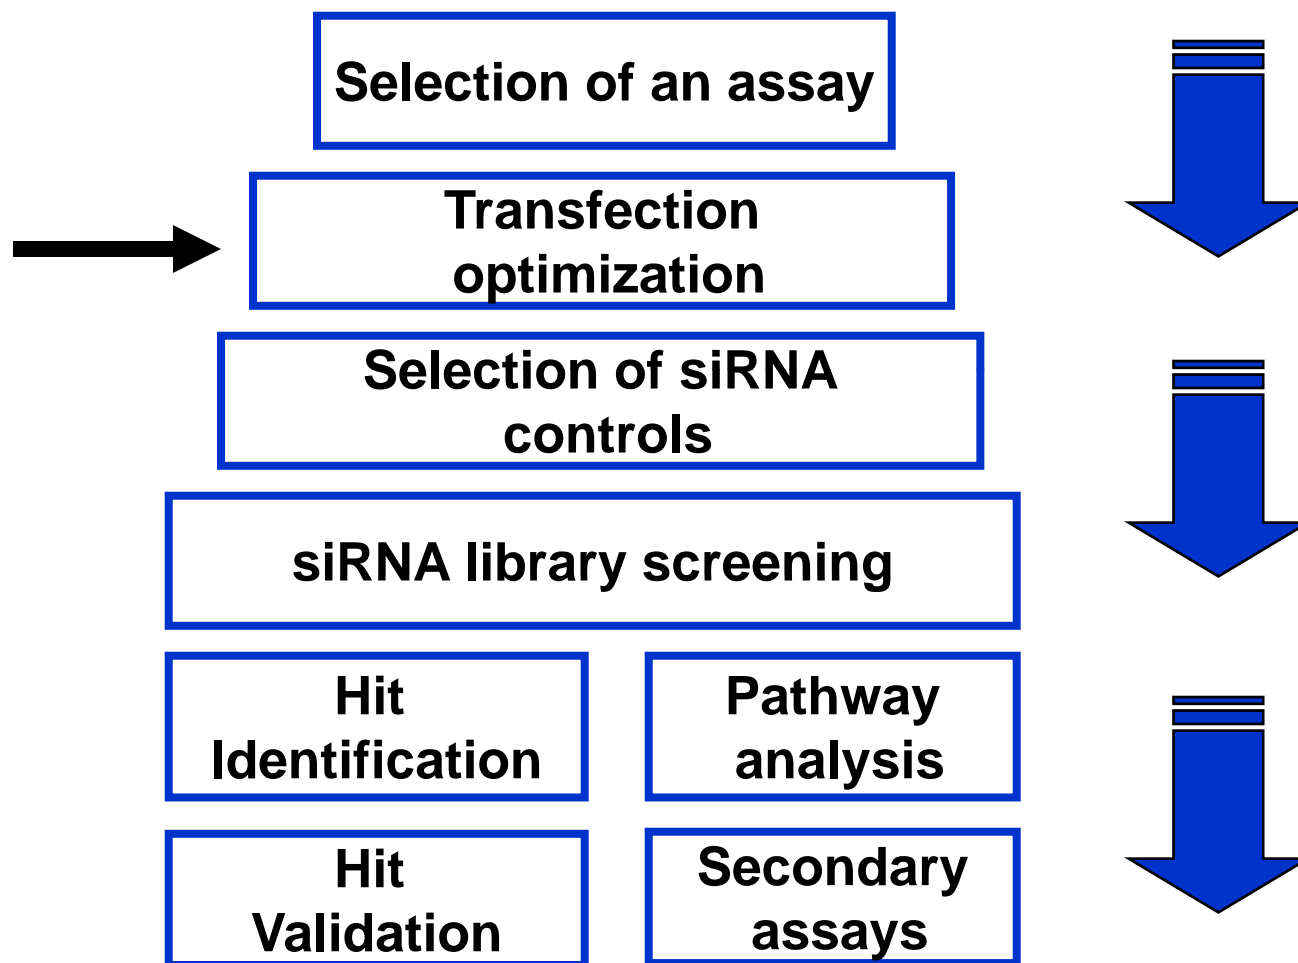 Selection of an assay
Transfection
optimization
Selection of siRNA
controls
siRNA library screening
Hit
Identification
Pathway
analysis
Hit
Validation
Secondary
assays